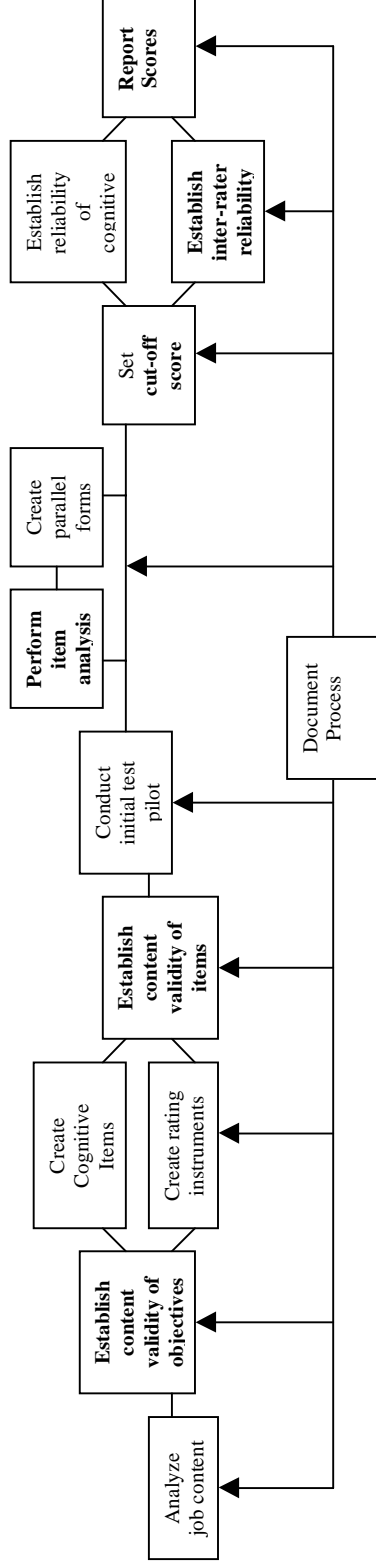 Analyze
job content
Establish
content
validity of
objectives
Create
Cognitive
Items
Create rating
instruments
Establish
content
validity of
items
Conduct
initial test
pilot
Perform
item
analysis
Create
parallel
forms
Set
cut-off
score
Establish
reliability
of
cognitive
Establish
inter-rater
reliability
Report
Scores
Document
Process